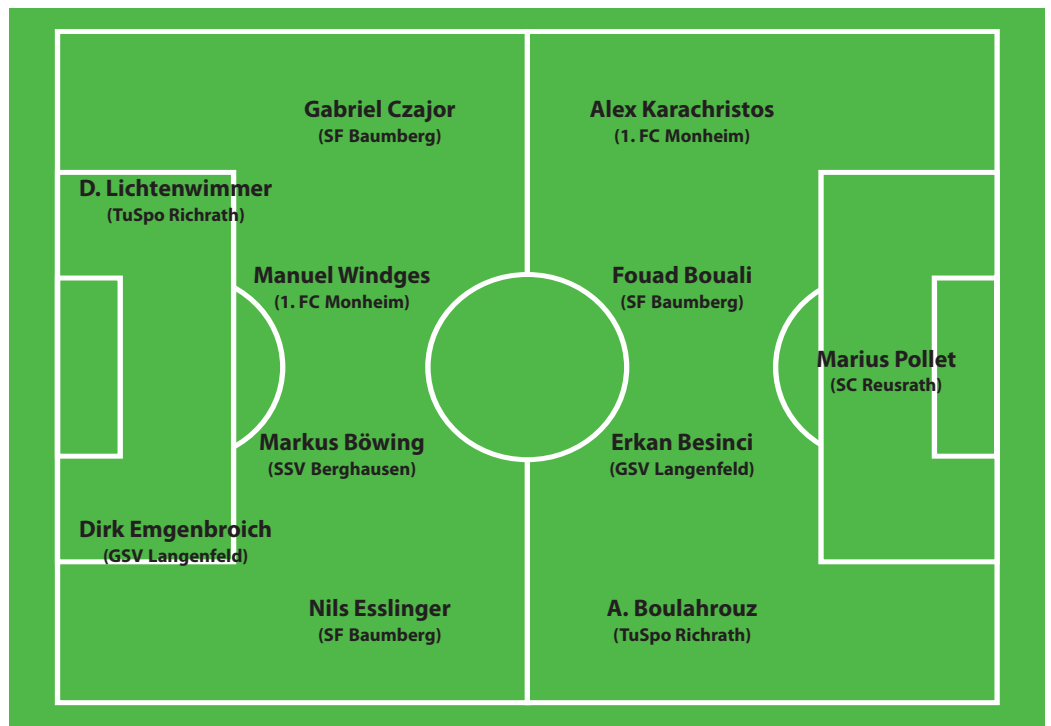 Gabriel Czajor
(SF Baumberg)
Alex Karachristos
(1. FC Monheim)
D. Lichtenwimmer
(TuSpo Richrath)
Manuel Windges
(1. FC Monheim)
Fouad Bouali
(SF Baumberg)
Marius Pollet
(SC Reusrath)
Markus Böwing
(SSV Berghausen)
Erkan Besinci
(GSV Langenfeld)
Dirk Emgenbroich
(GSV Langenfeld)
Nils Esslinger
(SF Baumberg)
A. Boulahrouz
(TuSpo Richrath)